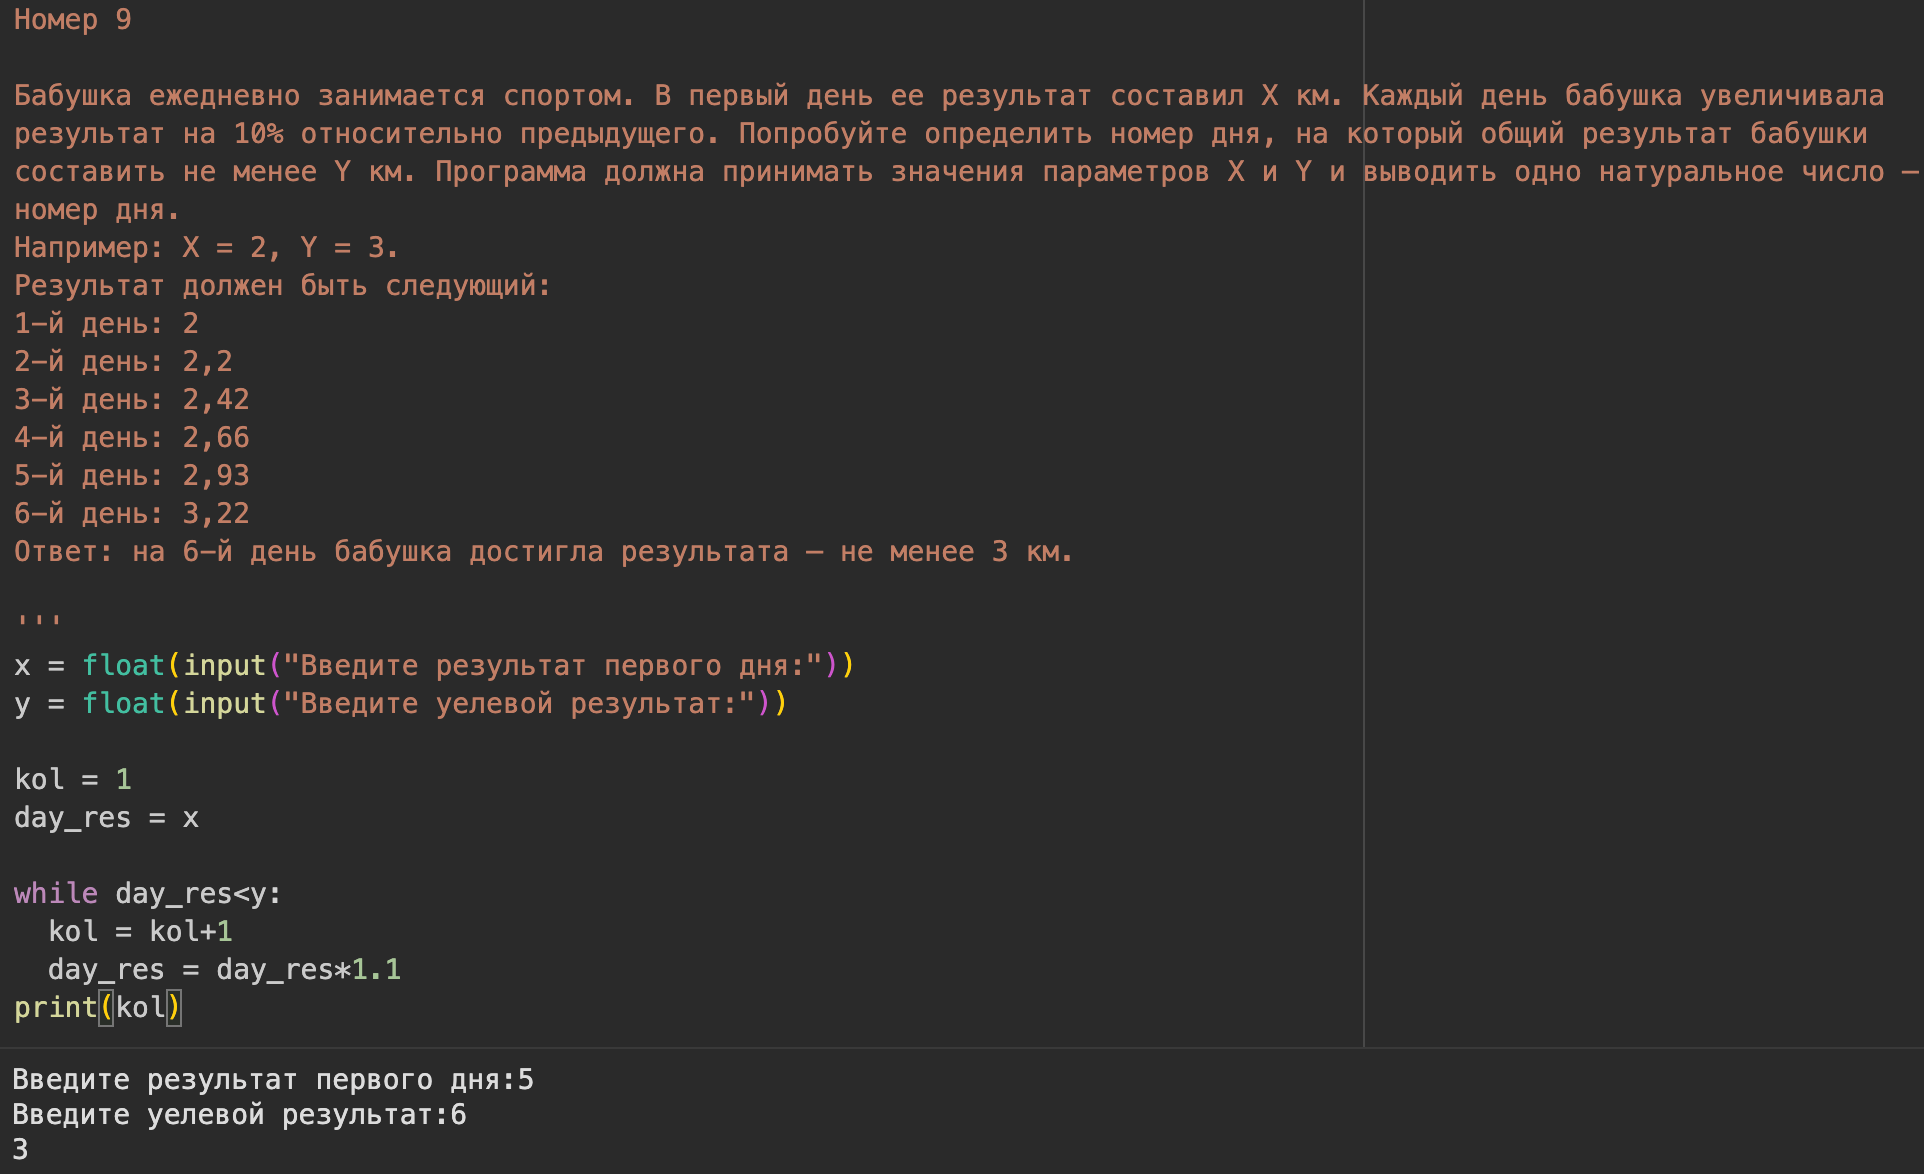 Номер 9
Бабушка ежедневно занимается спортом. В первый день ее результат составил X км. Каждый день бабушка увеличивала
результат на 10% относительно предыдущего. Попробуйте определить номер дня, на который общий результат бабушки
составить не менее Y км. Программа должна принимать значения параметров X и Y и выводить одно натуральное число –
номер дня.
Например: X = 2, Y = 3.
Результат должен быть следующий:
1-й день: 2
2-й день: 2,2
3-й день: 2,42
4-й день: 2,66
5-й день: 2,93
6-й день: 3,22
Ответ: на 6-й день бабушка достигла результата – не менее 3 км.
'''
x = float(input("Введите результат первого дня:"))
y = float(input("Введите уелевой результат:"))
kol = 1
day_res = x
while day_res<y:
  kol = kol+1
  day_res = day_res*1.1
print(kol)
Введите результат первого дня:5
Введите уелевой результат:6
3